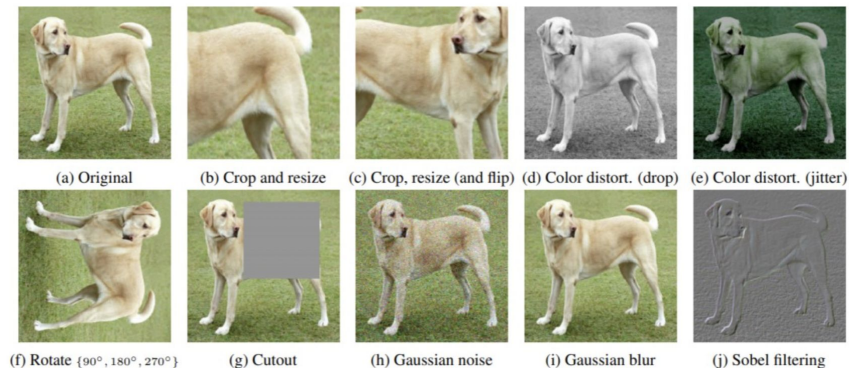 (a) Original
(b) Crop and resize
(c) Crop, resize (and flip)
(d) Color distort. (drop)
(e) Color distort. (jitter)
(f) Rotate {90°, 180°, 270°}
(g) Cutout
(h) Gaussian noise
(i) Gaussian blur
(j) Sobel filtering